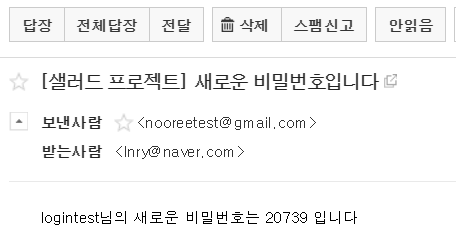 답장 전체답장 전달 삭제 스팸신고 안읽음
[샐러드 프로젝트] 새로운 비밀번호입니다
보낸사람 <nooreetest@gmail.com>
받는사람 <lnry@naver.com>
logintest님의 새로운 비밀번호는 20739 입니다